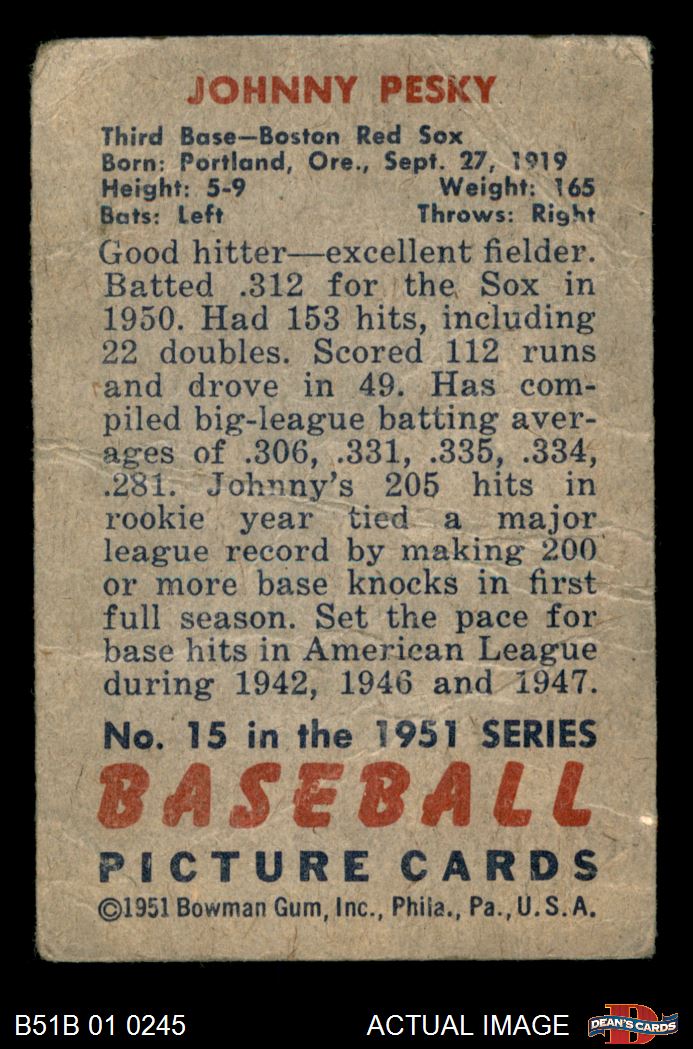 JOHNNY PESKY
Third Base—Boston Red Sox
Born: Portland, Ore., Sept. 27, 1919
Height: 5-9 Weight: 165
Bats: Left Throws: Right
Good hitter—excellent fielder.
Batted .312 for the Sox in
1950. Had 153 hits, including
22 doubles. Scored 112 runs
and drove in 49. Has com-
piled big-league batting aver-
ages of .306, .331, .335, .334,
.281. Johnny's 205 hits in
rookie year tied a major
league record by making 200
or more base knocks in first
full season. Set the pace for
base hits in American League
during 1942, 1946 and 1947.
No. 15 in the 1951 SERIES
BASEBALL
PICTURE CARDS
©1951 Bowman Gum, Inc., Phila., Pa., U.S.A.
B51B 01 0245 ACTUAL IMAGE D DEAN'S CARDS